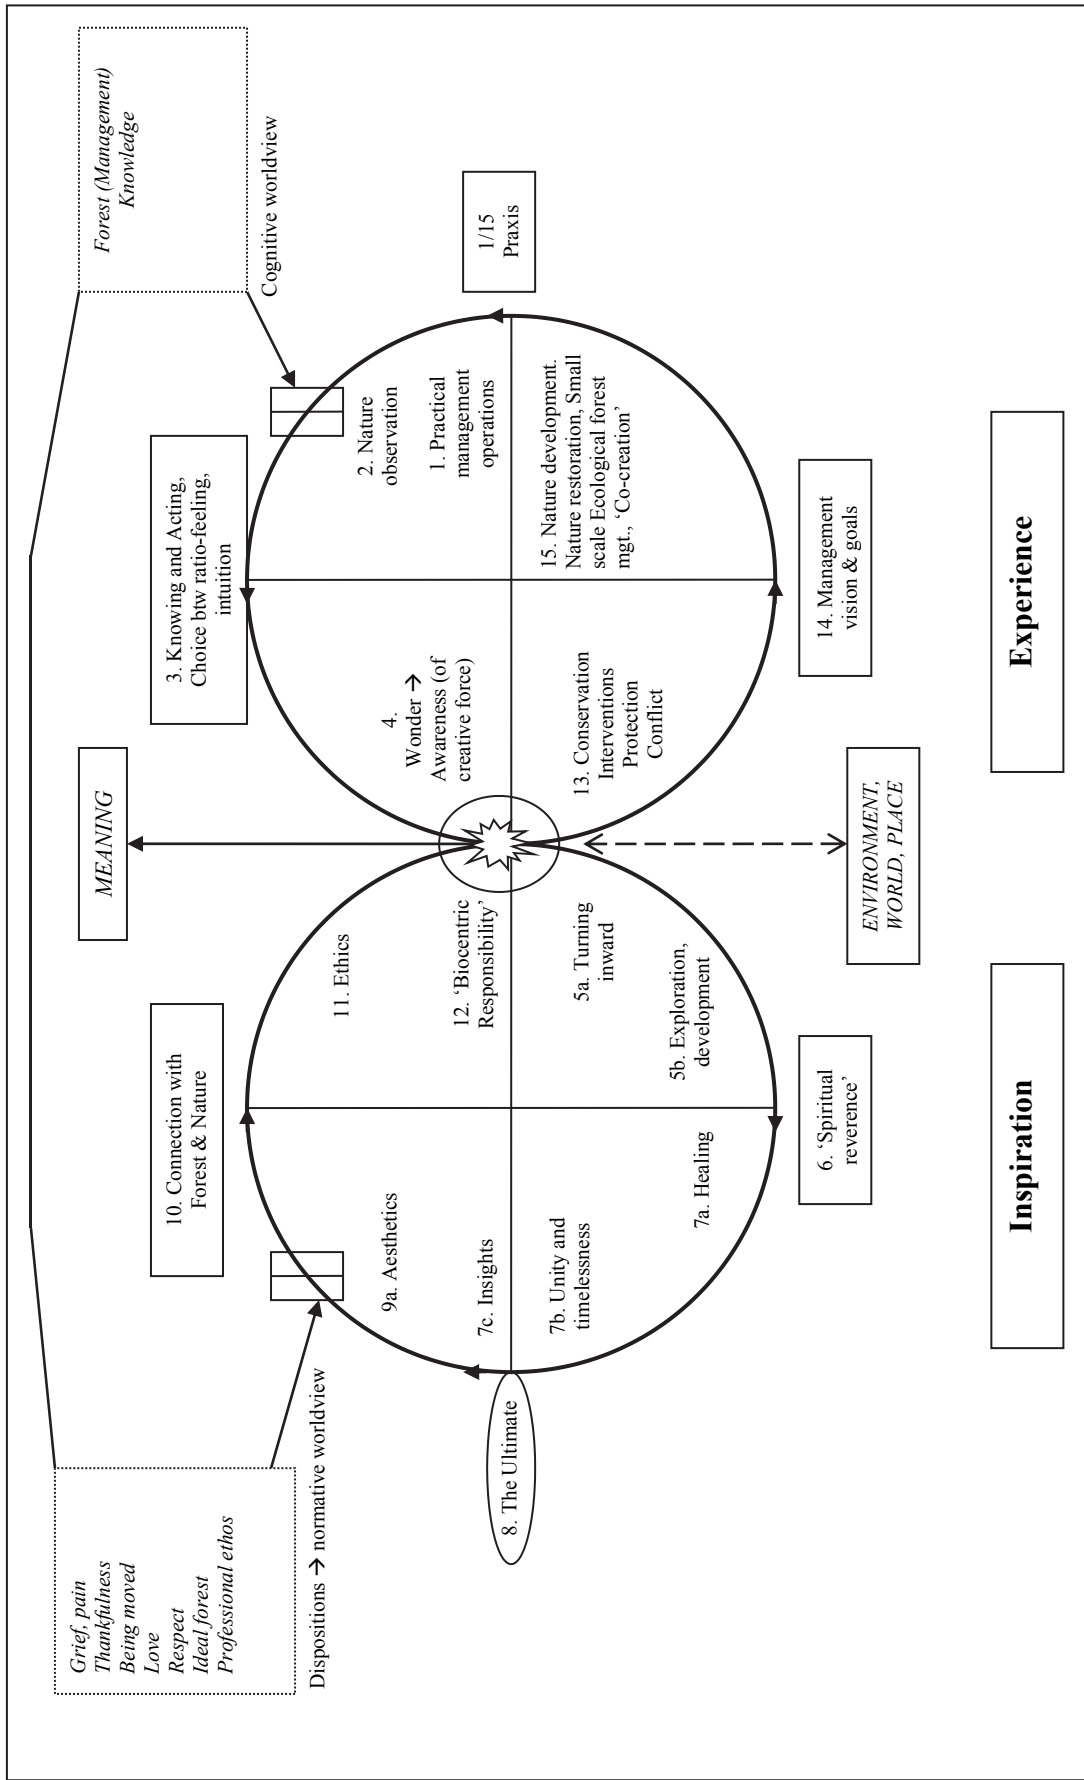 Grief, pain
Thankfulness
Being moved
Love
Respect
Ideal forest
Professional ethos
Dispositions → normative worldview
Forest (Management)
Knowledge
Cognitive worldview
MEANING
10. Connection with
Forest & Nature
3. Knowing and Acting,
Choice btw ratio-feeling,
intuition
9a. Aesthetics
11. Ethics
7c. Insights
12. ‘Biocentric
Responsibility’
4.
Wonder →
Awareness (of
creative force)
2. Nature
observation
1. Practical
management
operations
8. The Ultimate
1/15
Praxis
7b. Unity and
timelessness
7a. Healing
5a. Turning
inward
5b. Exploration,
development
13. Conservation
Interventions
Protection
Conflict
15. Nature development.
Nature restoration, Small
scale Ecological forest
mgt., ‘Co-creation’
6. ‘Spiritual
reverence’
ENVIRONMENT,
WORLD, PLACE
14. Management
vision & goals
Inspiration
Experience